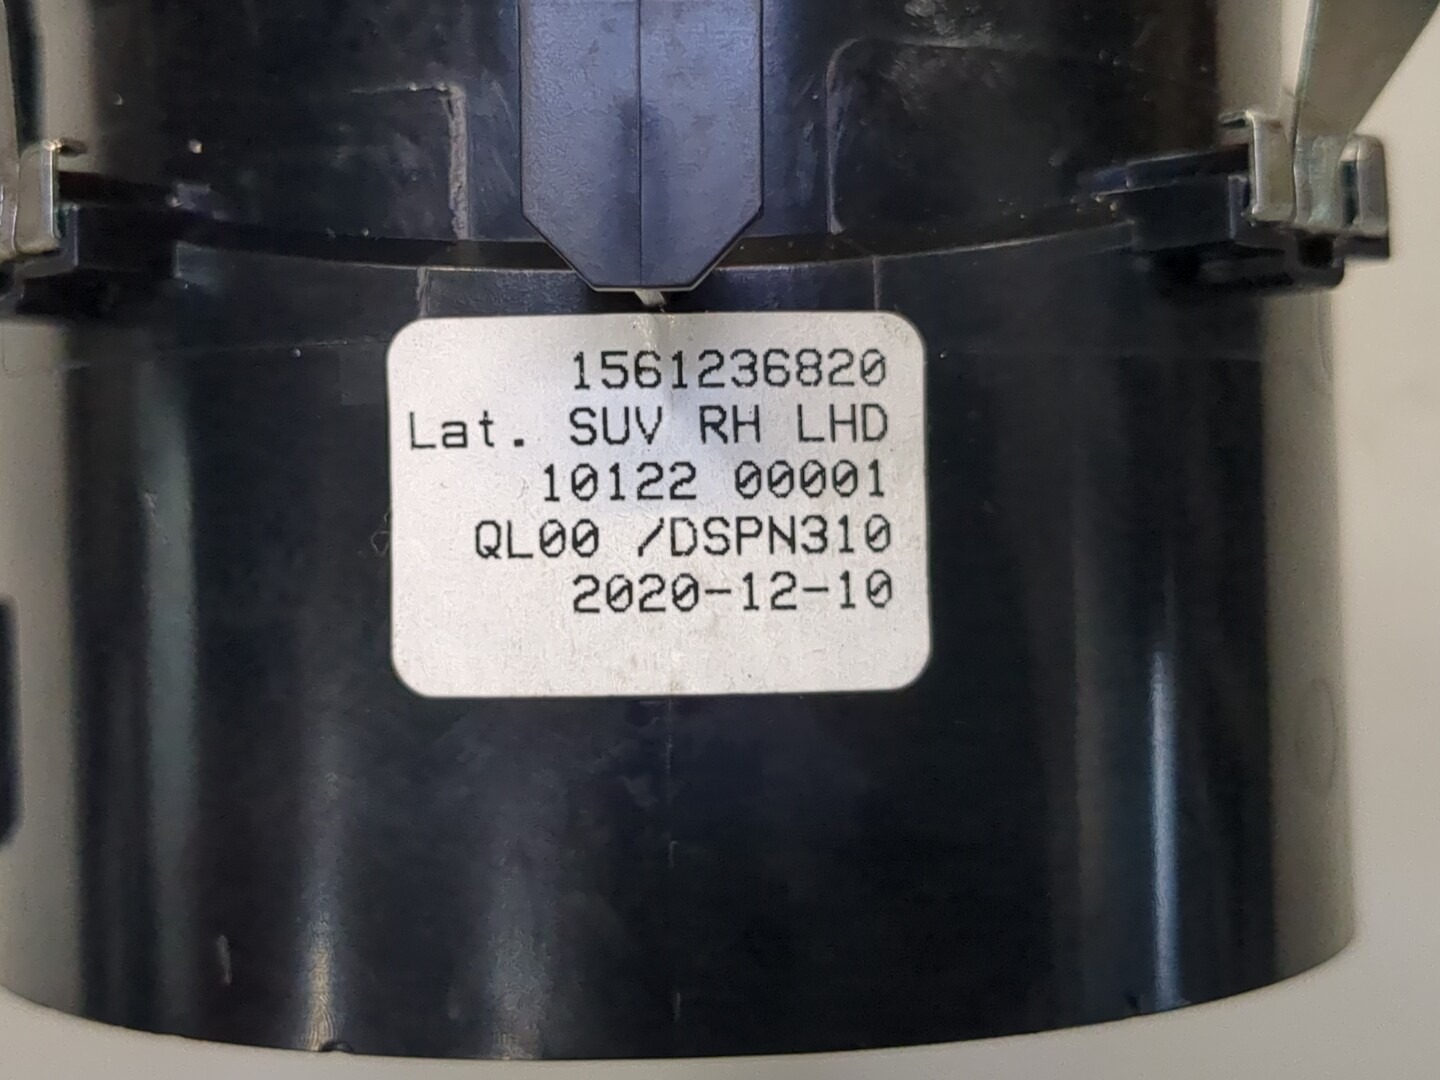 1561236820
Lat. SUV RH LHD
10122 00001
QL00 /DSPN310
2020-12-10